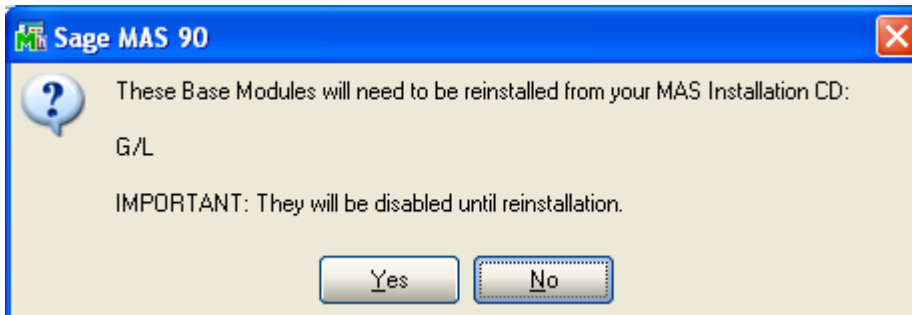 Sage MAS 90
These Base Modules will need to be reinstalled from your MAS Installation CD:
G/L
IMPORTANT: They will be disabled until reinstallation.
Yes
No